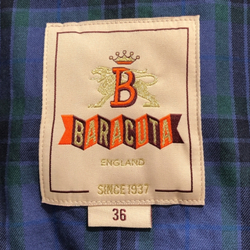 B
BARACUTA
ENGLAND
SINCE 1937
36